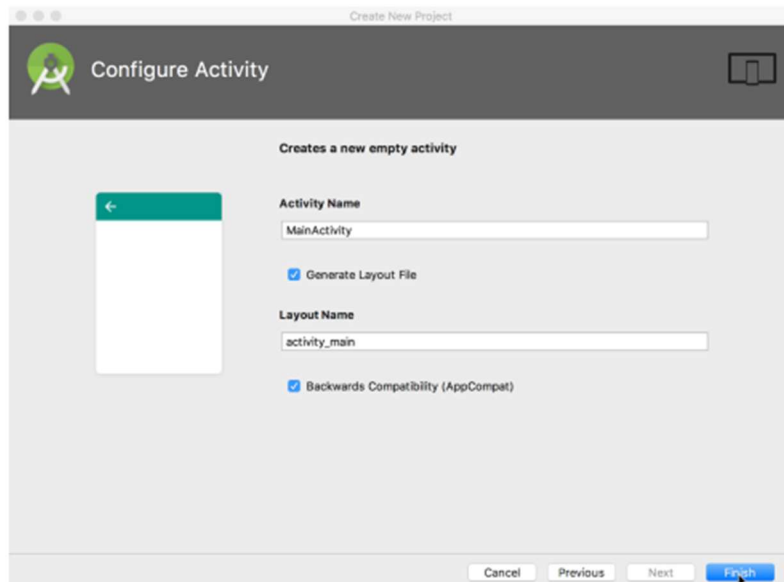 Create New Project
Configure Activity
Creates a new empty activity
Activity Name
MainActivity
Generate Layout File
Layout Name
activity_main
Backwards Compatibility (AppCompat)
Cancel Previous Next Finish